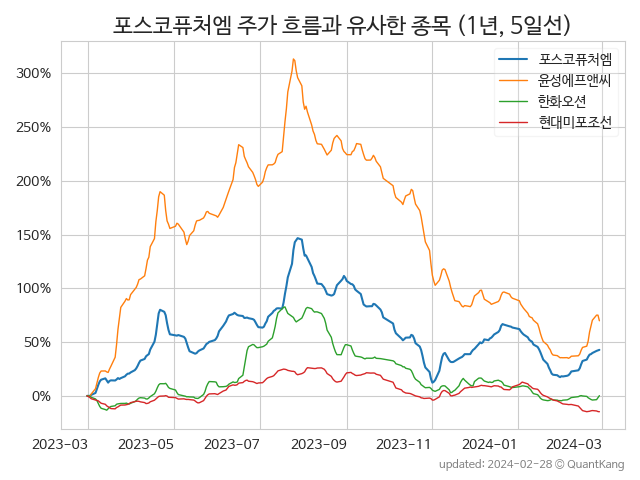 포스코퓨처엠 주가 흐름과 유사한 종목 (1년, 5일선)
포스코퓨처엠
윤성에프앤씨
한화오션
현대미포조선
300%
250%
200%
150%
100%
50%
0%
2023-03 2023-05 2023-07 2023-09 2023-11 2024-01 2024-03
updated: 2024-02-28 © QuantKang